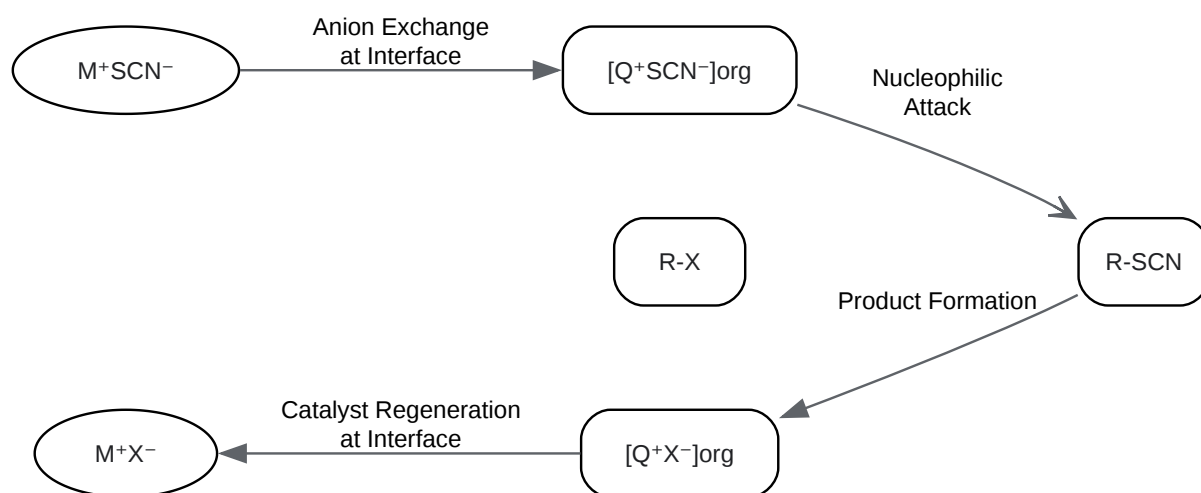 Anion Exchange
at Interface
M⁺SCN⁻
[Q⁺SCN⁻]org
Nucleophilic
Attack
R-X
R-SCN
Product Formation
Catalyst Regeneration
at Interface
M⁺X⁻
[Q⁺X⁻]org